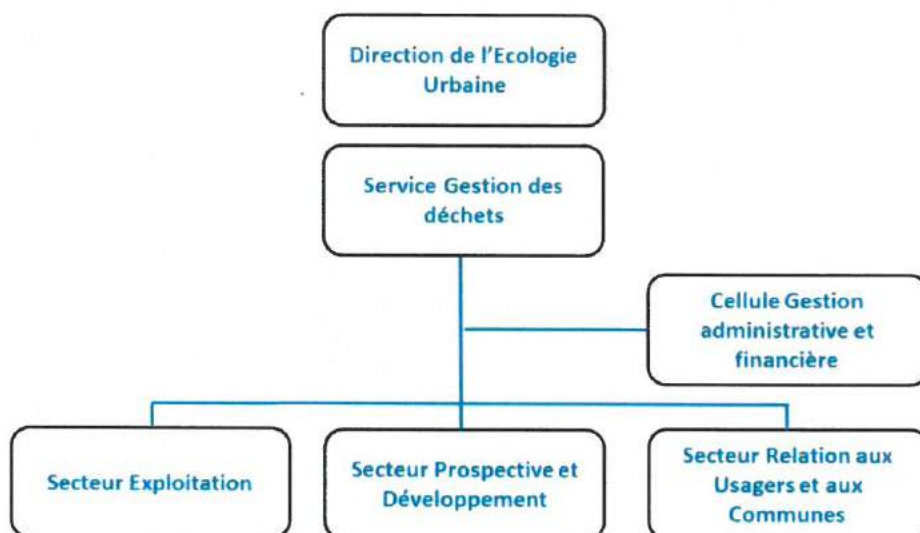 Direction de l'Ecologie
Urbaine
Service Gestion des
déchets
Cellule Gestion
administrative et
financière
Secteur Exploitation
Secteur Prospective et
Développement
Secteur Relation aux
Usagers et aux
Communes